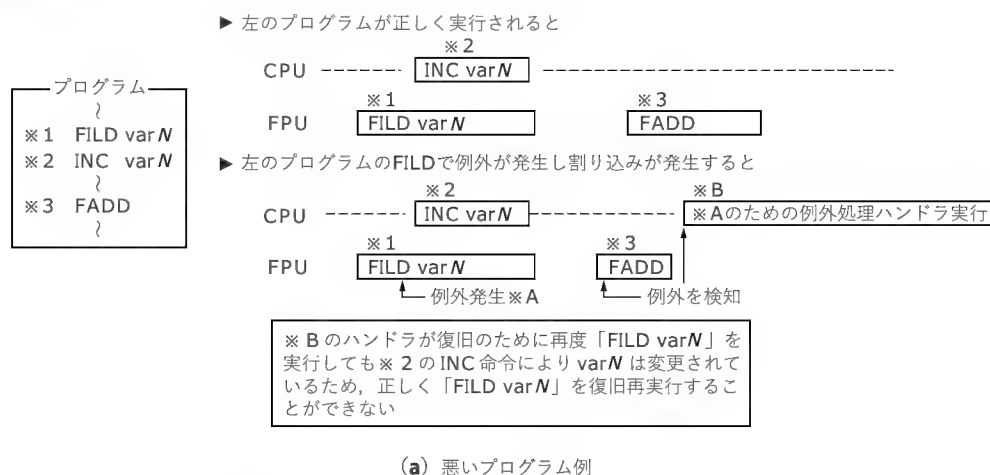 ▶ 左のプログラムが正しく実行されると
※2
CPU INC varN
※1 ※3
FPU FILD varN FADD
プログラム
～
※1 FILD varN
※2 INC varN
～
※3 FADD
～
▶ 左のプログラムのFILDで例外が発生し割り込みが発生すると
※2 ※B
CPU INC varN ※Aのための例外処理ハンドラ実行
※1 ※3
FPU FILD varN FADD
例外発生※A 例外を検知
※Bのハンドラが復旧のために再度「FILD varN」を
実行しても※2のINC命令によりvarNは変更されて
いるため，正しく「FILD varN」を復旧再実行するこ
とができない
(a) 悪いプログラム例